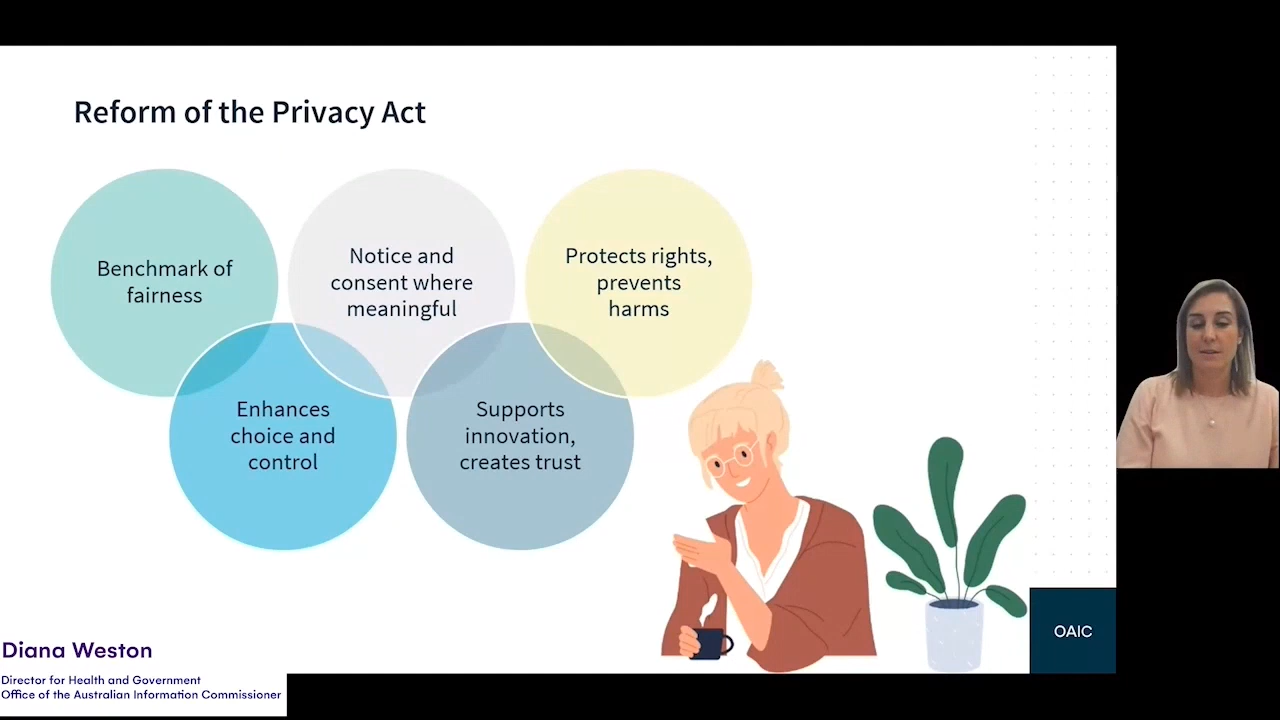 Reform of the Privacy Act
Benchmark of
fairness
Notice and
consent where
meaningful
Protects rights,
prevents
harms
Enhances
choice and
control
Supports
innovation,
creates trust
OAIC
Diana Weston
Director for Health and Government
Office of the Australian Information Commissioner